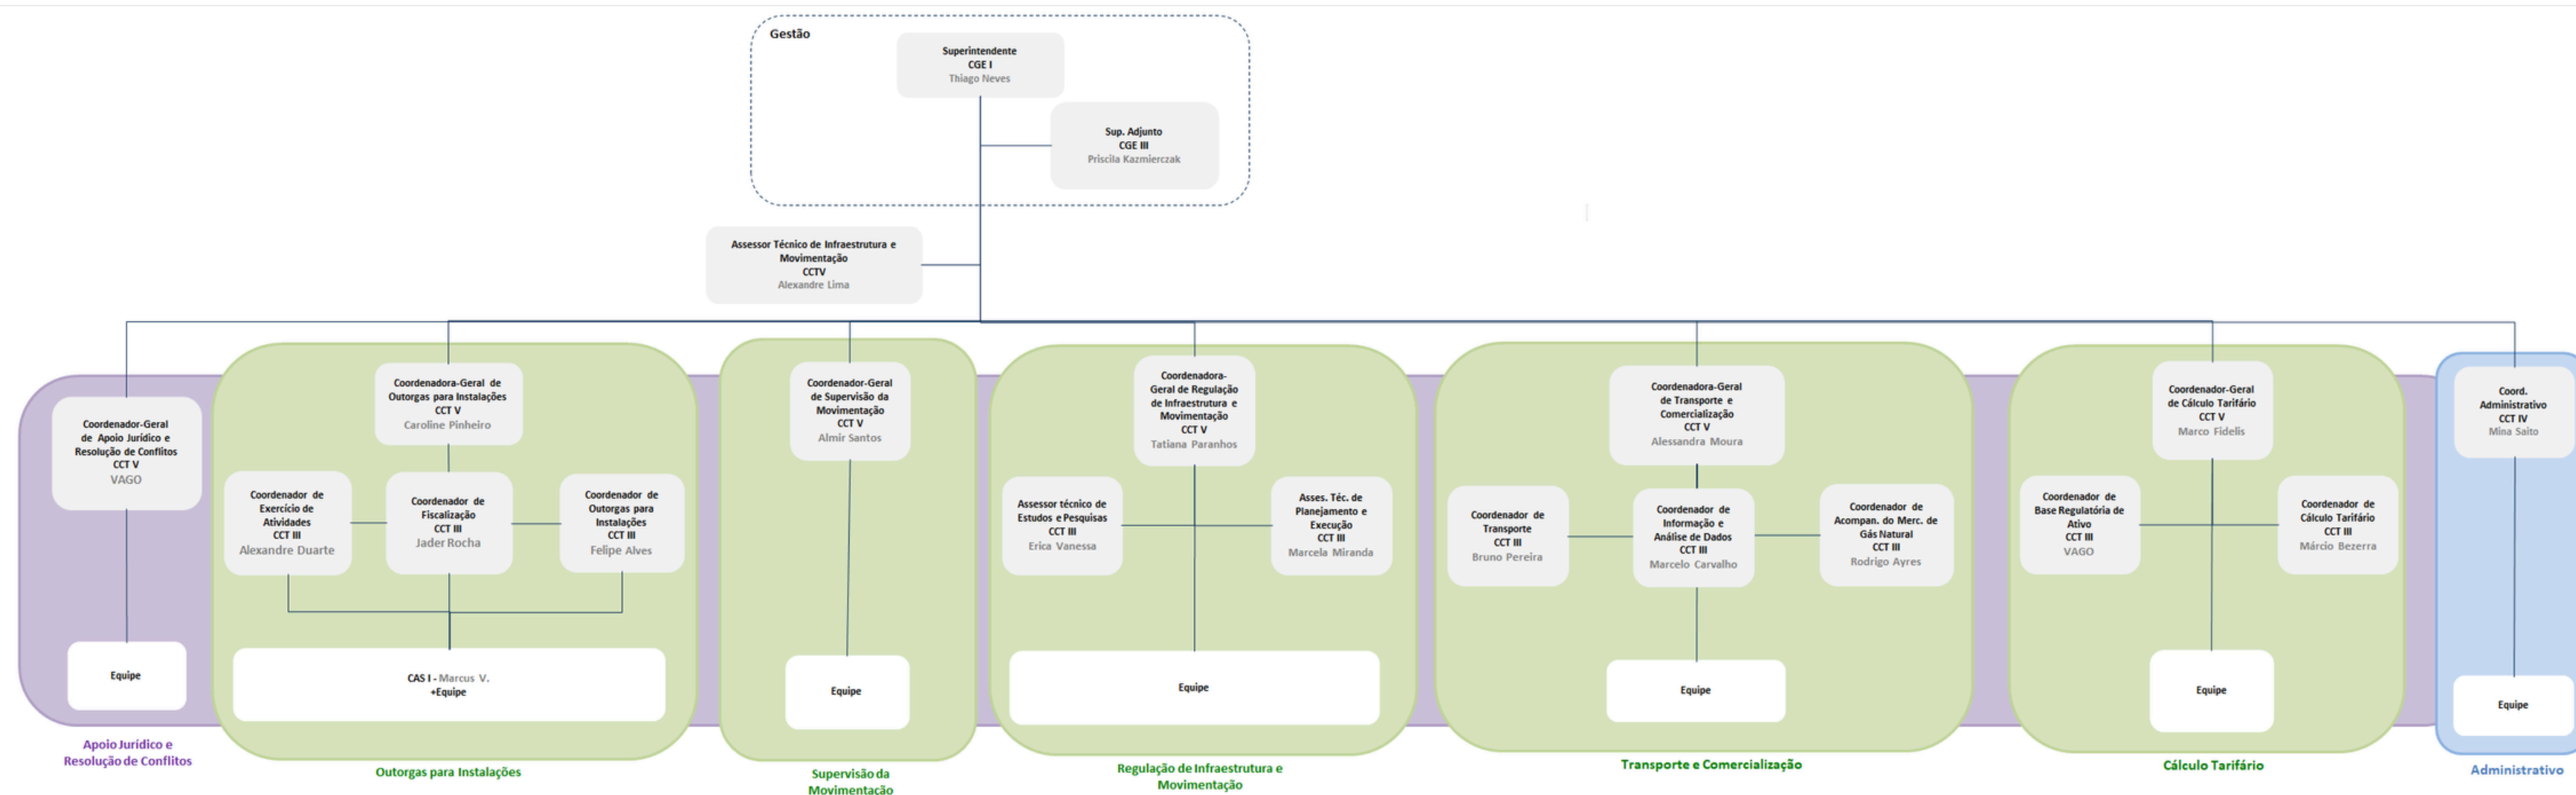 Gestão
Superintendente
CGE I
Thiago Neves
Sup. Adjunto
CGE III
Priscila Kazmierczak
Assessor Técnico de Infraestrutura e
Movimentação
CCTV
Alexandre Lima
Coordenador-Geral
de Apoio Jurídico e
Resolução de Conflitos
CCT V
VAGO
Equipe
Apoio Jurídico e
Resolução de Conflitos
Coordenadora-Geral de
Outorgas para Instalações
CCT V
Caroline Pinheiro
Coordenador de
Exercício de
Atividades
CCT III
Alexandre Duarte
Coordenador de
Fiscalização
CCT III
Jader Rocha
Coordenador de
Outorgas para
Instalações
CCT III
Felipe Alves
CAS I - Marcus V.
+Equipe
Outorgas para Instalações
Coordenador-Geral
de Supervisão da
Movimentação
CCT V
Almir Santos
Equipe
Supervisão da
Movimentação
Coordenadora-
Geral de Regulação
de Infraestrutura e
Movimentação
CCT V
Tatiana Paranhos
Assessor técnico de
Estudos e Pesquisas
CCT III
Erica Vanessa
Asses. Téc. de
Planejamento e
Execução
CCT III
Marcela Miranda
Equipe
Regulação de Infraestrutura e
Movimentação
Coordenadora-Geral
de Transporte e
Comercialização
CCT V
Alessandra Moura
Coordenador de
Transporte
CCT III
Bruno Pereira
Coordenador de
Informação e
Análise de Dados
CCT III
Marcelo Carvalho
Coordenador de
Acompan. do Merc. de
Gás Natural
CCT III
Rodrigo Ayres
Equipe
Transporte e Comercialização
Coordenador-Geral
de Cálculo Tarifário
CCT V
Marco Fidelis
Coordenador de
Base Regulatória de
Ativo
CCT III
VAGO
Coordenador de
Cálculo Tarifário
CCT III
Márcio Bezerra
Equipe
Cálculo Tarifário
Coord.
Administrativo
CCT IV
Mina Saito
Equipe
Administrativo